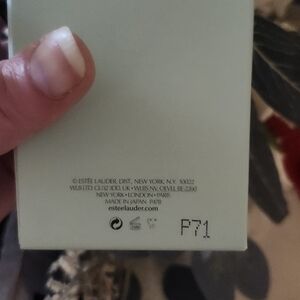 © ESTĒE LAUDER, DIST., NEW YORK, N.Y. 10022
NEW YORK • LONDON • PARIS
MADE IN JAPAN
esteelauder.com
P71